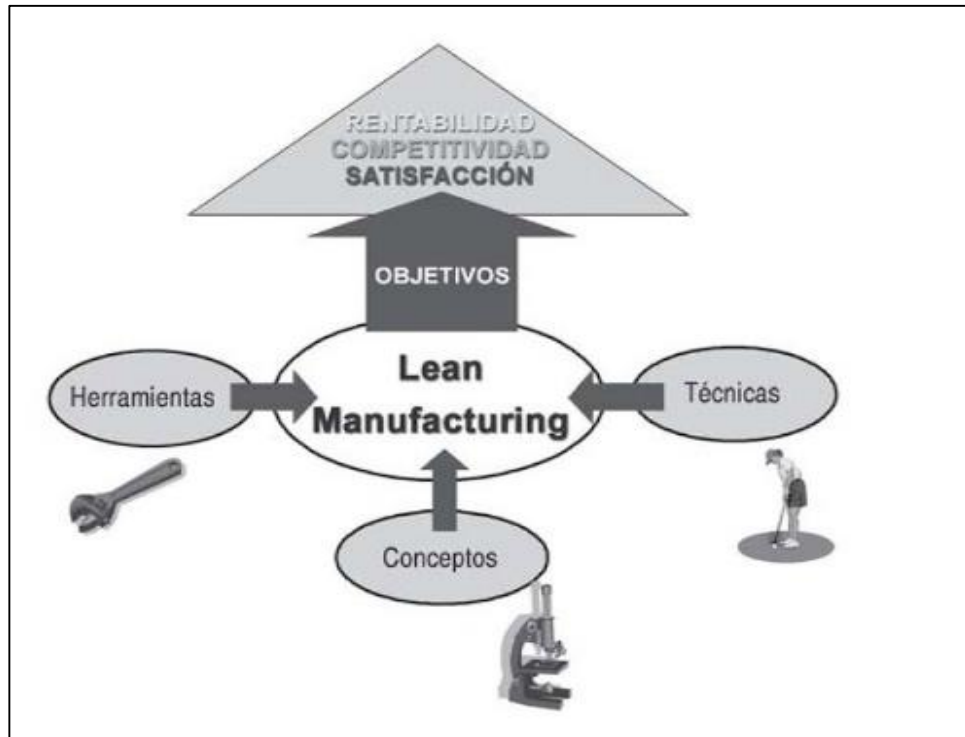 RENTABILIDAD
COMPETITIVIDAD
SATISFACCIÓN
OBJETIVOS
Lean
Manufacturing
Herramientas
Técnicas
Conceptos